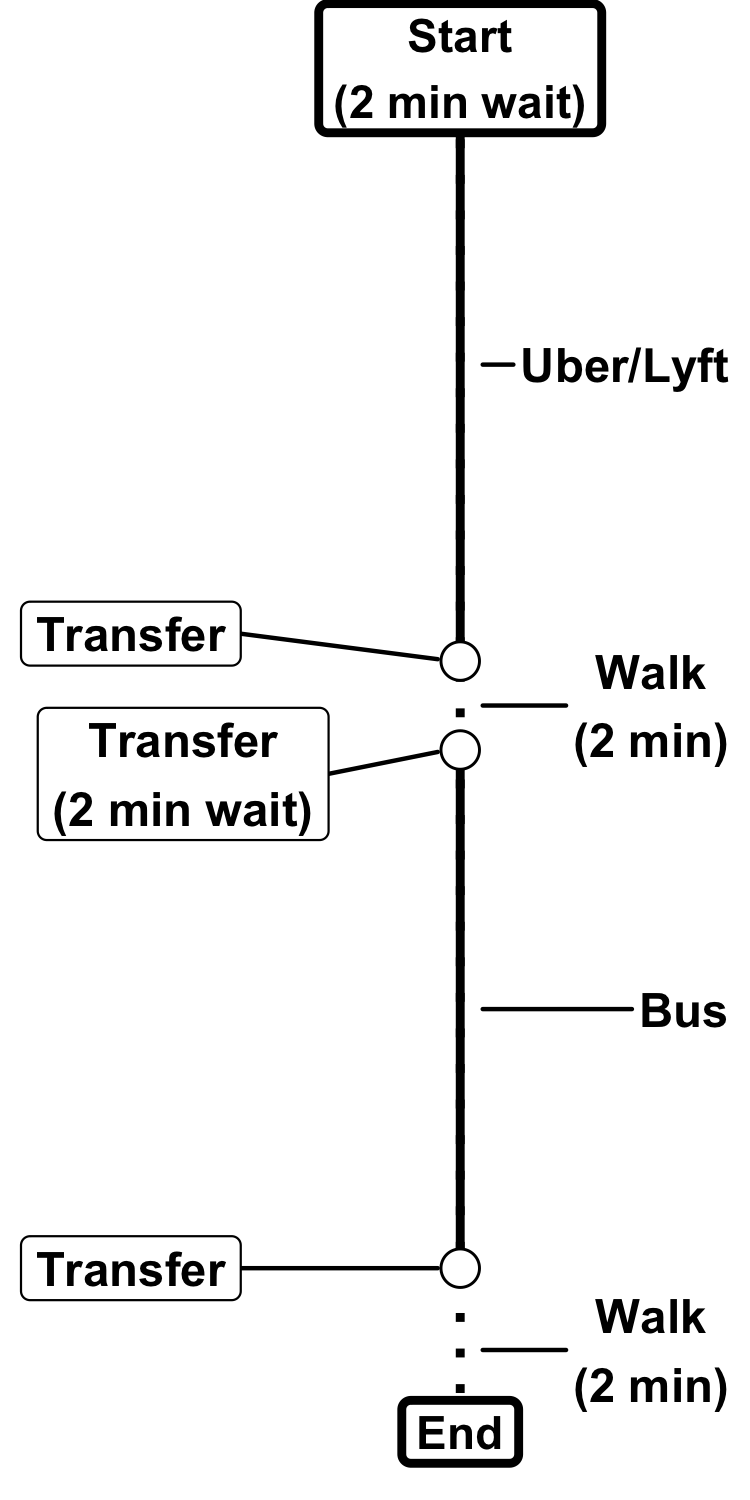 Start
(2 min wait)
Uber/Lyft
Transfer
Walk
(2 min)
Transfer
(2 min wait)
Bus
Transfer
Walk
(2 min)
End